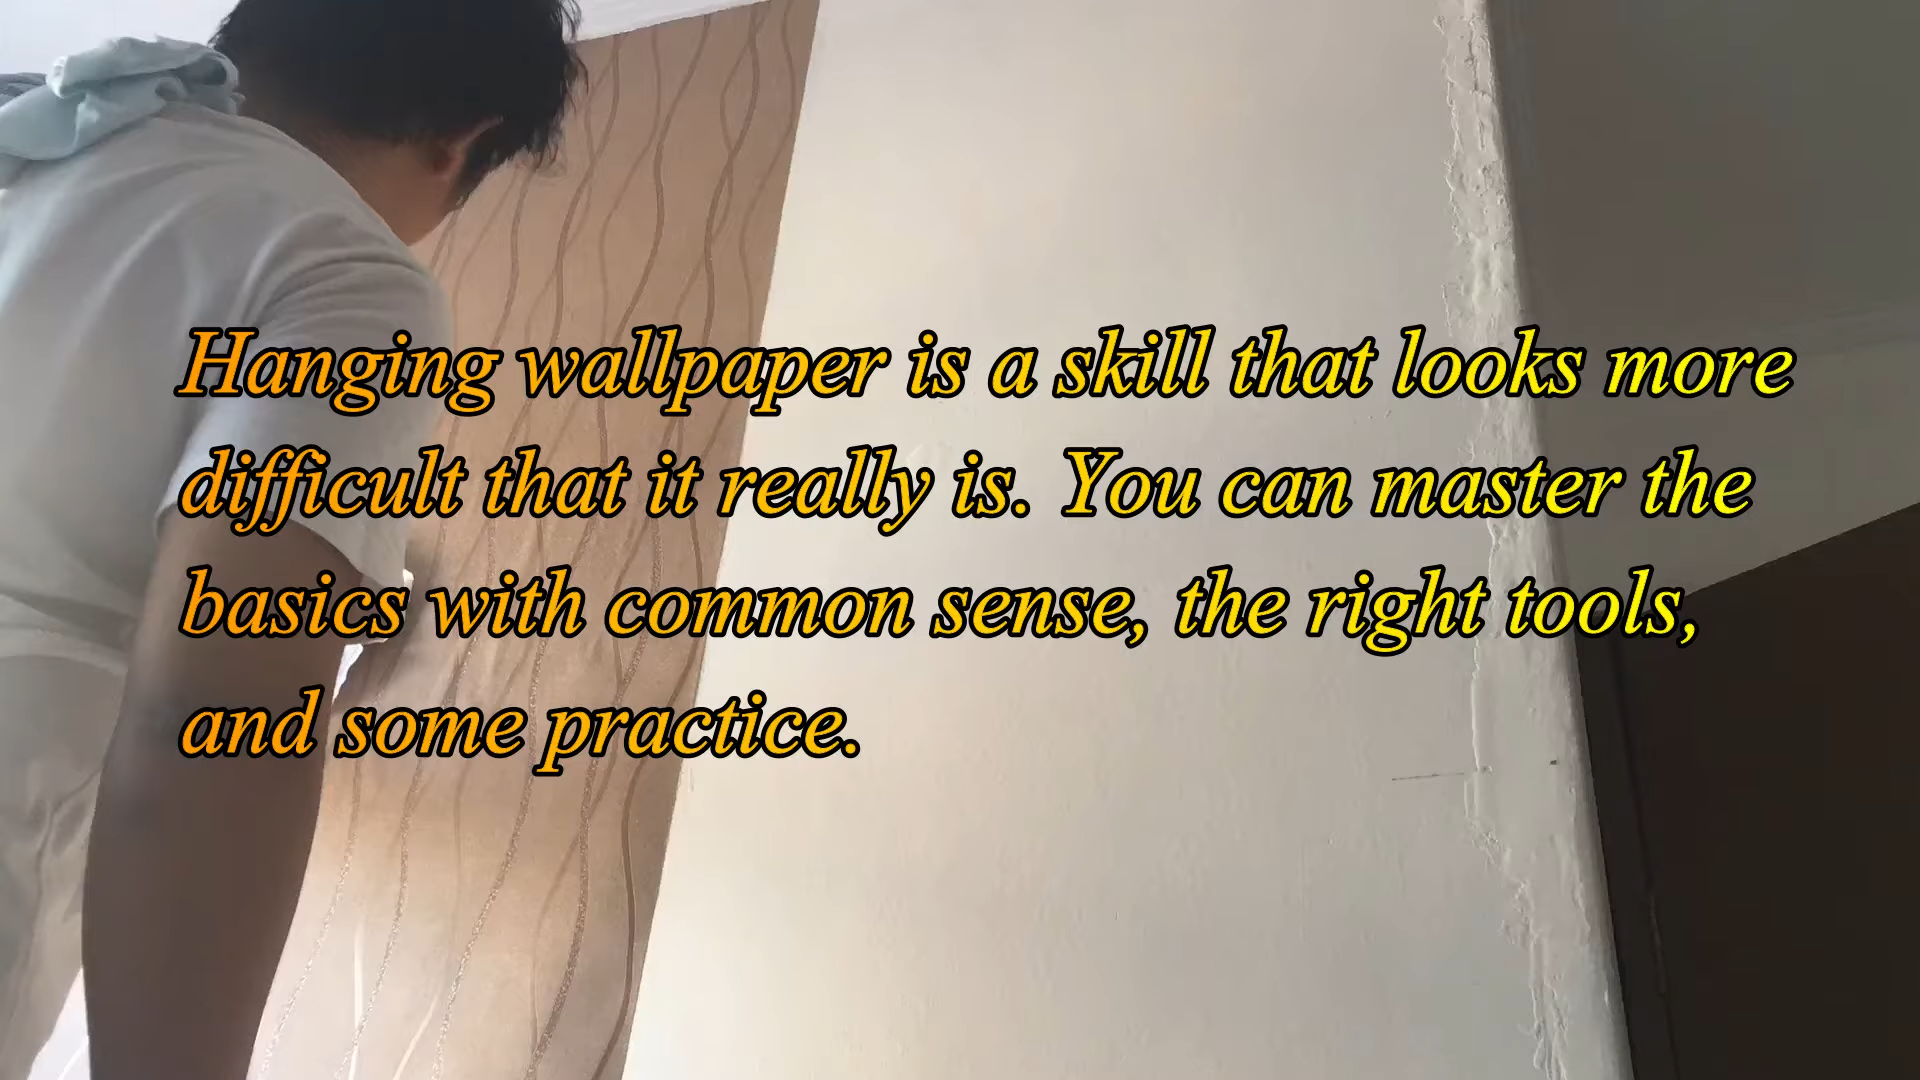 Hanging wallpaper is a skill that looks more
difficult that it really is. You can master the
basics with common sense, the right tools,
and some practice.